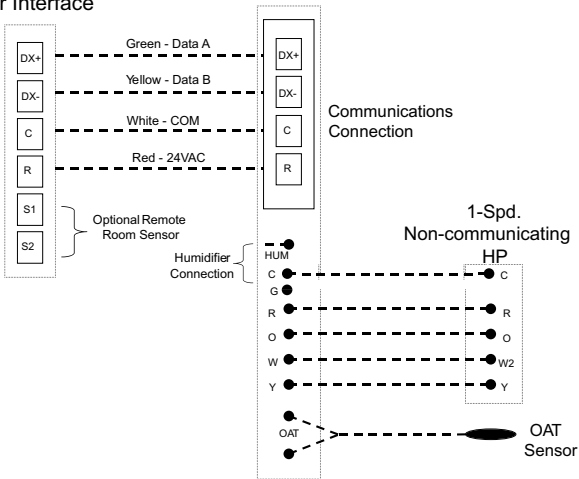 r Interface
DX+
DX-
C
R
S1
S2
Green - Data A
Yellow - Data B
White - COM
Red - 24VAC
Optional Remote
Room Sensor
DX+
DX-
C
R
Communications
Connection
Humidifier
Connection
HUM
C
G
R
O
W
Y
OAT
1-Spd.
Non-communicating
HP
C
R
O
W2
Y
OAT
Sensor